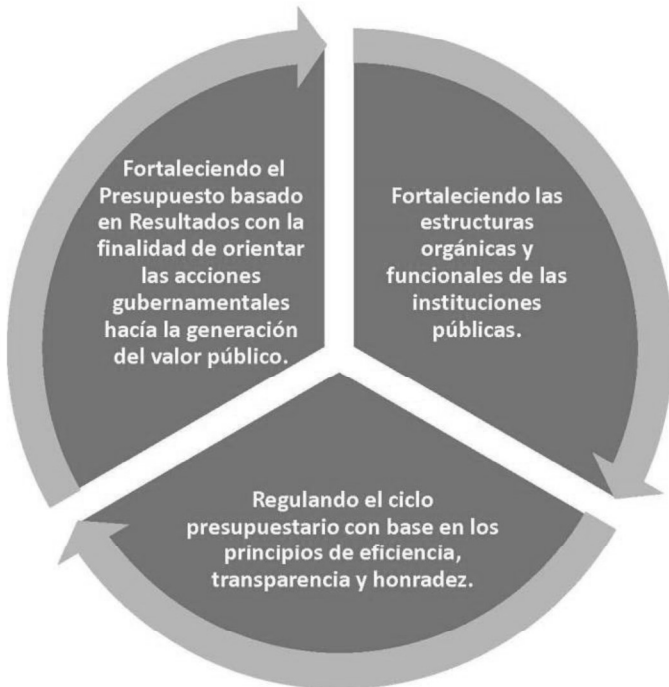 Fortaleciendo el
Presupuesto basado
en Resultados con la
finalidad de orientar
las acciones
gubernamentales
hacía la generación
del valor público.
Fortaleciendo las
estructuras
orgánicas y
funcionales de las
instituciones
públicas.
Regulando el ciclo
presupuestario con base en los
principios de eficiencia,
transparencia y honradez.